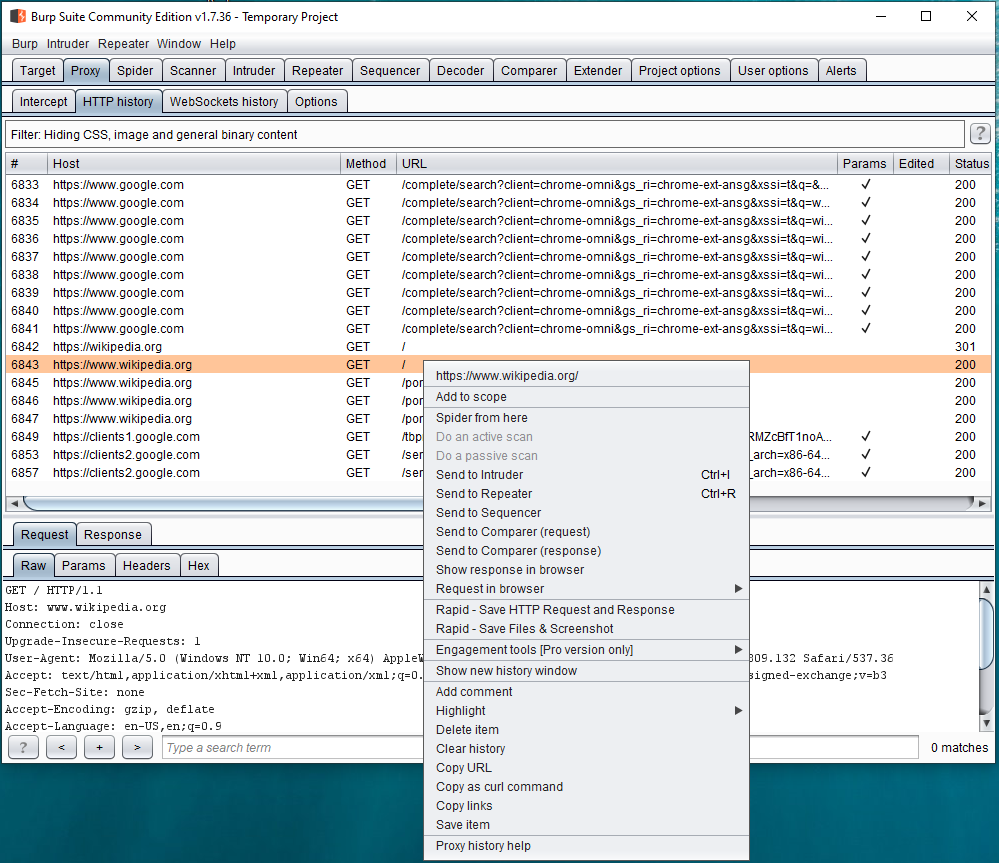 Burp Suite Community Edition v1.7.36 - Temporary Project
Burp Intruder Repeater Window Help
Target Proxy Spider Scanner Intruder Repeater Sequencer Decoder Comparer Extender Project options User options Alerts
Intercept HTTP history WebSockets history Options
Filter: Hiding CSS, image and general binary content ?
# Host Method URL Params Edited Status
6833 https://www.google.com GET /complete/search?client=chrome-omni&gs_ri=chrome-ext-ansg&xssi=t&q=&... ✓ 200
6834 https://www.google.com GET /complete/search?client=chrome-omni&gs_ri=chrome-ext-ansg&xssi=t&q=w... ✓ 200
6835 https://www.google.com GET /complete/search?client=chrome-omni&gs_ri=chrome-ext-ansg&xssi=t&q=w... ✓ 200
6836 https://www.google.com GET /complete/search?client=chrome-omni&gs_ri=chrome-ext-ansg&xssi=t&q=wi... ✓ 200
6837 https://www.google.com GET /complete/search?client=chrome-omni&gs_ri=chrome-ext-ansg&xssi=t&q=wi... ✓ 200
6838 https://www.google.com GET /complete/search?client=chrome-omni&gs_ri=chrome-ext-ansg&xssi=t&q=wi... ✓ 200
6839 https://www.google.com GET /complete/search?client=chrome-omni&gs_ri=chrome-ext-ansg&xssi=t&q=wi... ✓ 200
6840 https://www.google.com GET /complete/search?client=chrome-omni&gs_ri=chrome-ext-ansg&xssi=t&q=wi... ✓ 200
6841 https://www.google.com GET /complete/search?client=chrome-omni&gs_ri=chrome-ext-ansg&xssi=t&q=wi... ✓ 200
6842 https://wikipedia.org GET / 301
6843 https://www.wikipedia.org GET / 200
6845 https://www.wikipedia.org GET /por 200
6846 https://www.wikipedia.org GET /por 200
6847 https://www.wikipedia.org GET /por 200
6849 https://clients1.google.com GET /tbp RMZcBfT1noA... ✓ 200
6853 https://clients2.google.com GET /ser _arch=x86-64... ✓ 200
6857 https://clients2.google.com GET /ser _arch=x86-64... ✓ 200
https://www.wikipedia.org/
Add to scope
Spider from here
Do an active scan
Do a passive scan
Send to Intruder Ctrl+I
Send to Repeater Ctrl+R
Send to Sequencer
Send to Comparer (request)
Send to Comparer (response)
Show response in browser
Request in browser
Rapid - Save HTTP Request and Response
Rapid - Save Files & Screenshot
Engagement tools [Pro version only]
Show new history window
Add comment
Highlight
Delete item
Clear history
Copy URL
Copy as curl command
Copy links
Save item
Proxy history help
Request Response
Raw Params Headers Hex
GET / HTTP/1.1
Host: www.wikipedia.org
Connection: close
Upgrade-Insecure-Requests: 1
User-Agent: Mozilla/5.0 (Windows NT 10.0; Win64; x64) AppleW 809.132 Safari/537.36
Accept: text/html,application/xhtml+xml,application/xml;q=0. signed-exchange;v=b3
Sec-Fetch-Site: none
Accept-Encoding: gzip, deflate
Accept-Language: en-US,en;q=0.9
? < + > Type a search term 0 matches